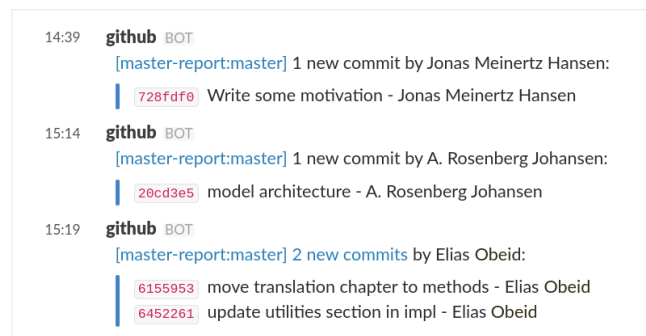 14:39 github BOT
[master-report:master] 1 new commit by Jonas Meinertz Hansen:
728fdf0 Write some motivation - Jonas Meinertz Hansen
15:14 github BOT
[master-report:master] 1 new commit by A. Rosenberg Johansen:
20cd3e5 model architecture - A. Rosenberg Johansen
15:19 github BOT
[master-report:master] 2 new commits by Elias Obeid:
6155953 move translation chapter to methods - Elias Obeid
6452261 update utilities section in impl - Elias Obeid